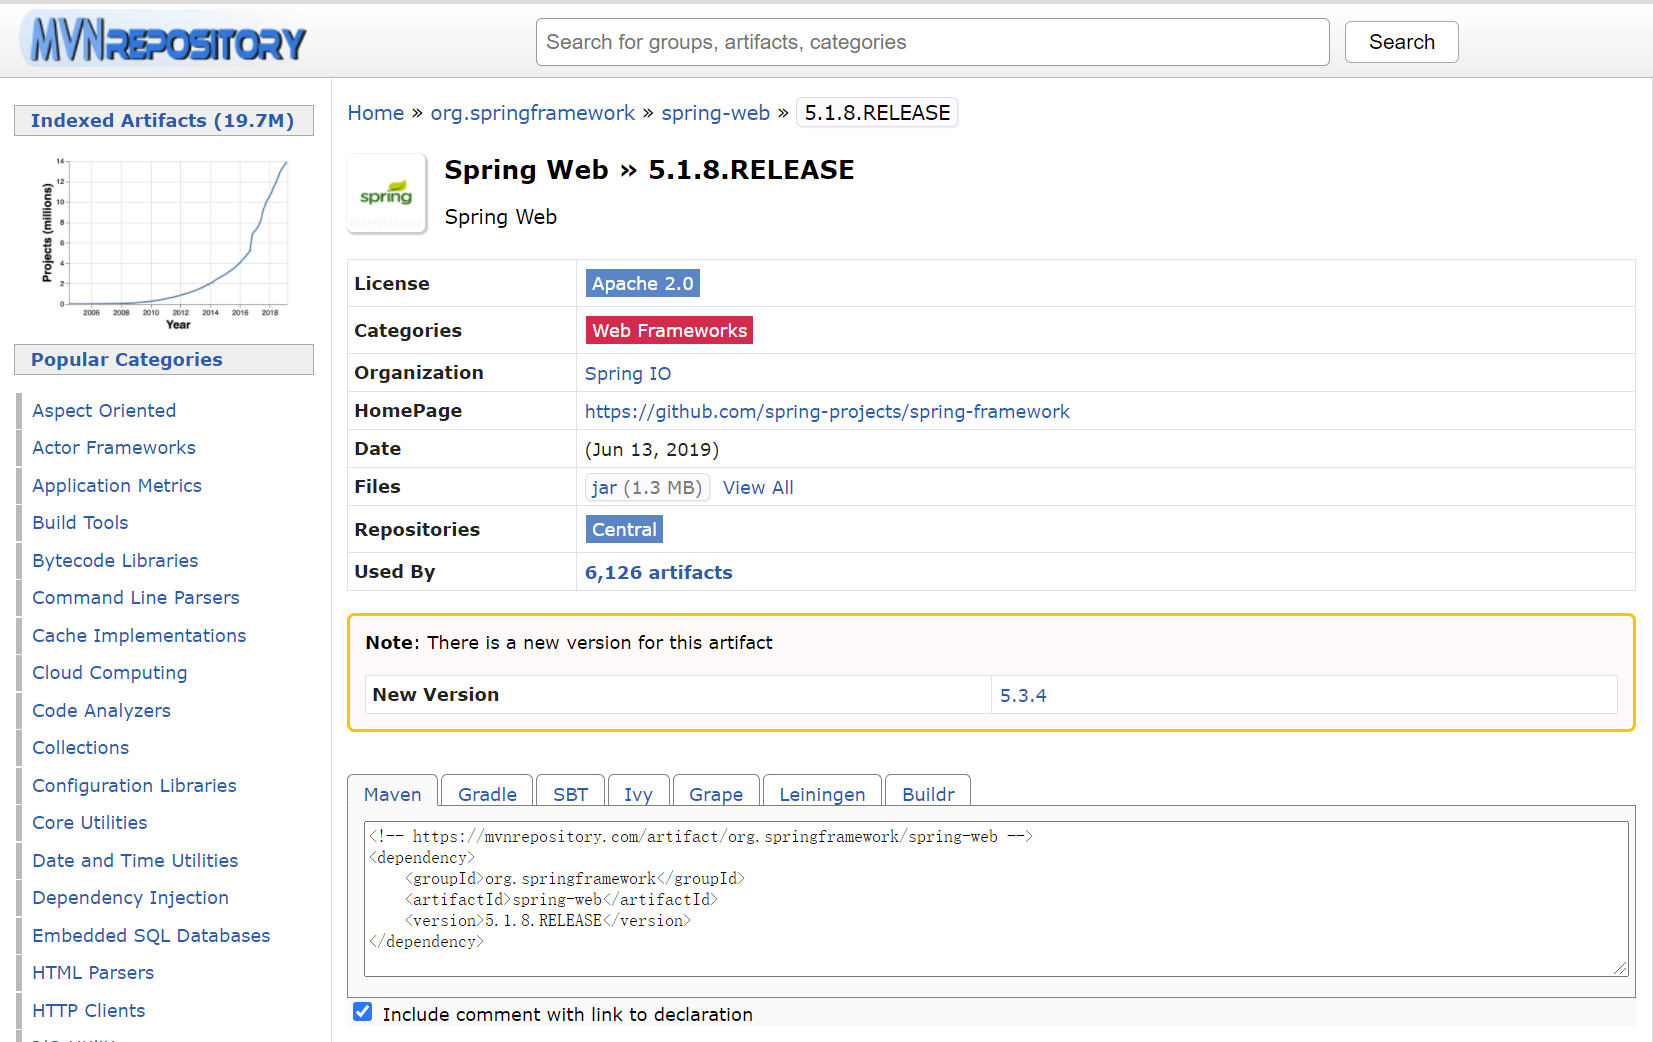 MVNREPOSITORY
Search for groups, artifacts, categories
Search
Indexed Artifacts (19.7M)
Projects (millions)
14
12
10
8
6
4
2
0
2006 2008 2010 2012 2014 2016 2018
Year
Popular Categories
Aspect Oriented
Actor Frameworks
Application Metrics
Build Tools
Bytecode Libraries
Command Line Parsers
Cache Implementations
Cloud Computing
Code Analyzers
Collections
Configuration Libraries
Core Utilities
Date and Time Utilities
Dependency Injection
Embedded SQL Databases
HTML Parsers
HTTP Clients
Home » org.springframework » spring-web » 5.1.8.RELEASE
spring
Spring Web » 5.1.8.RELEASE
Spring Web
License Apache 2.0
Categories Web Frameworks
Organization Spring IO
HomePage https://github.com/spring-projects/spring-framework
Date (Jun 13, 2019)
Files jar (1.3 MB) View All
Repositories Central
Used By 6,126 artifacts
Note: There is a new version for this artifact
New Version 5.3.4
Maven Gradle SBT Ivy Grape Leiningen Buildr
<!-- https://mvnrepository.com/artifact/org.springframework/spring-web -->
<dependency>
    <groupId>org.springframework</groupId>
    <artifactId>spring-web</artifactId>
    <version>5.1.8.RELEASE</version>
</dependency>
Include comment with link to declaration